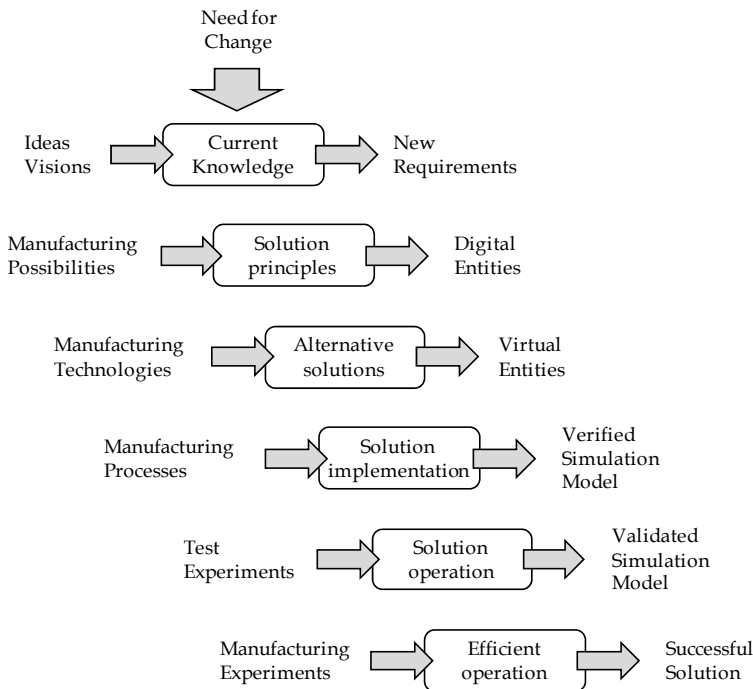 Need for
Change
Ideas
Visions
Current
Knowledge
New
Requirements
Manufacturing
Possibilities
Solution
principles
Digital
Entities
Manufacturing
Technologies
Alternative
solutions
Virtual
Entities
Manufacturing
Processes
Solution
implementation
Verified
Simulation
Model
Test
Experiments
Solution
operation
Validated
Simulation
Model
Manufacturing
Experiments
Efficient
operation
Successful
Solution